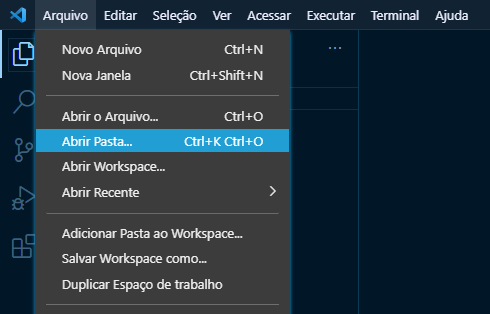 Arquivo Editar Seleção Ver Acessar Executar Terminal Ajuda
Novo Arquivo Ctrl+N
Nova Janela Ctrl+Shift+N
Abrir o Arquivo... Ctrl+O
Abrir Pasta... Ctrl+K Ctrl+O
Abrir Workspace...
Abrir Recente
Adicionar Pasta ao Workspace...
Salvar Workspace como...
Duplicar Espaço de trabalho